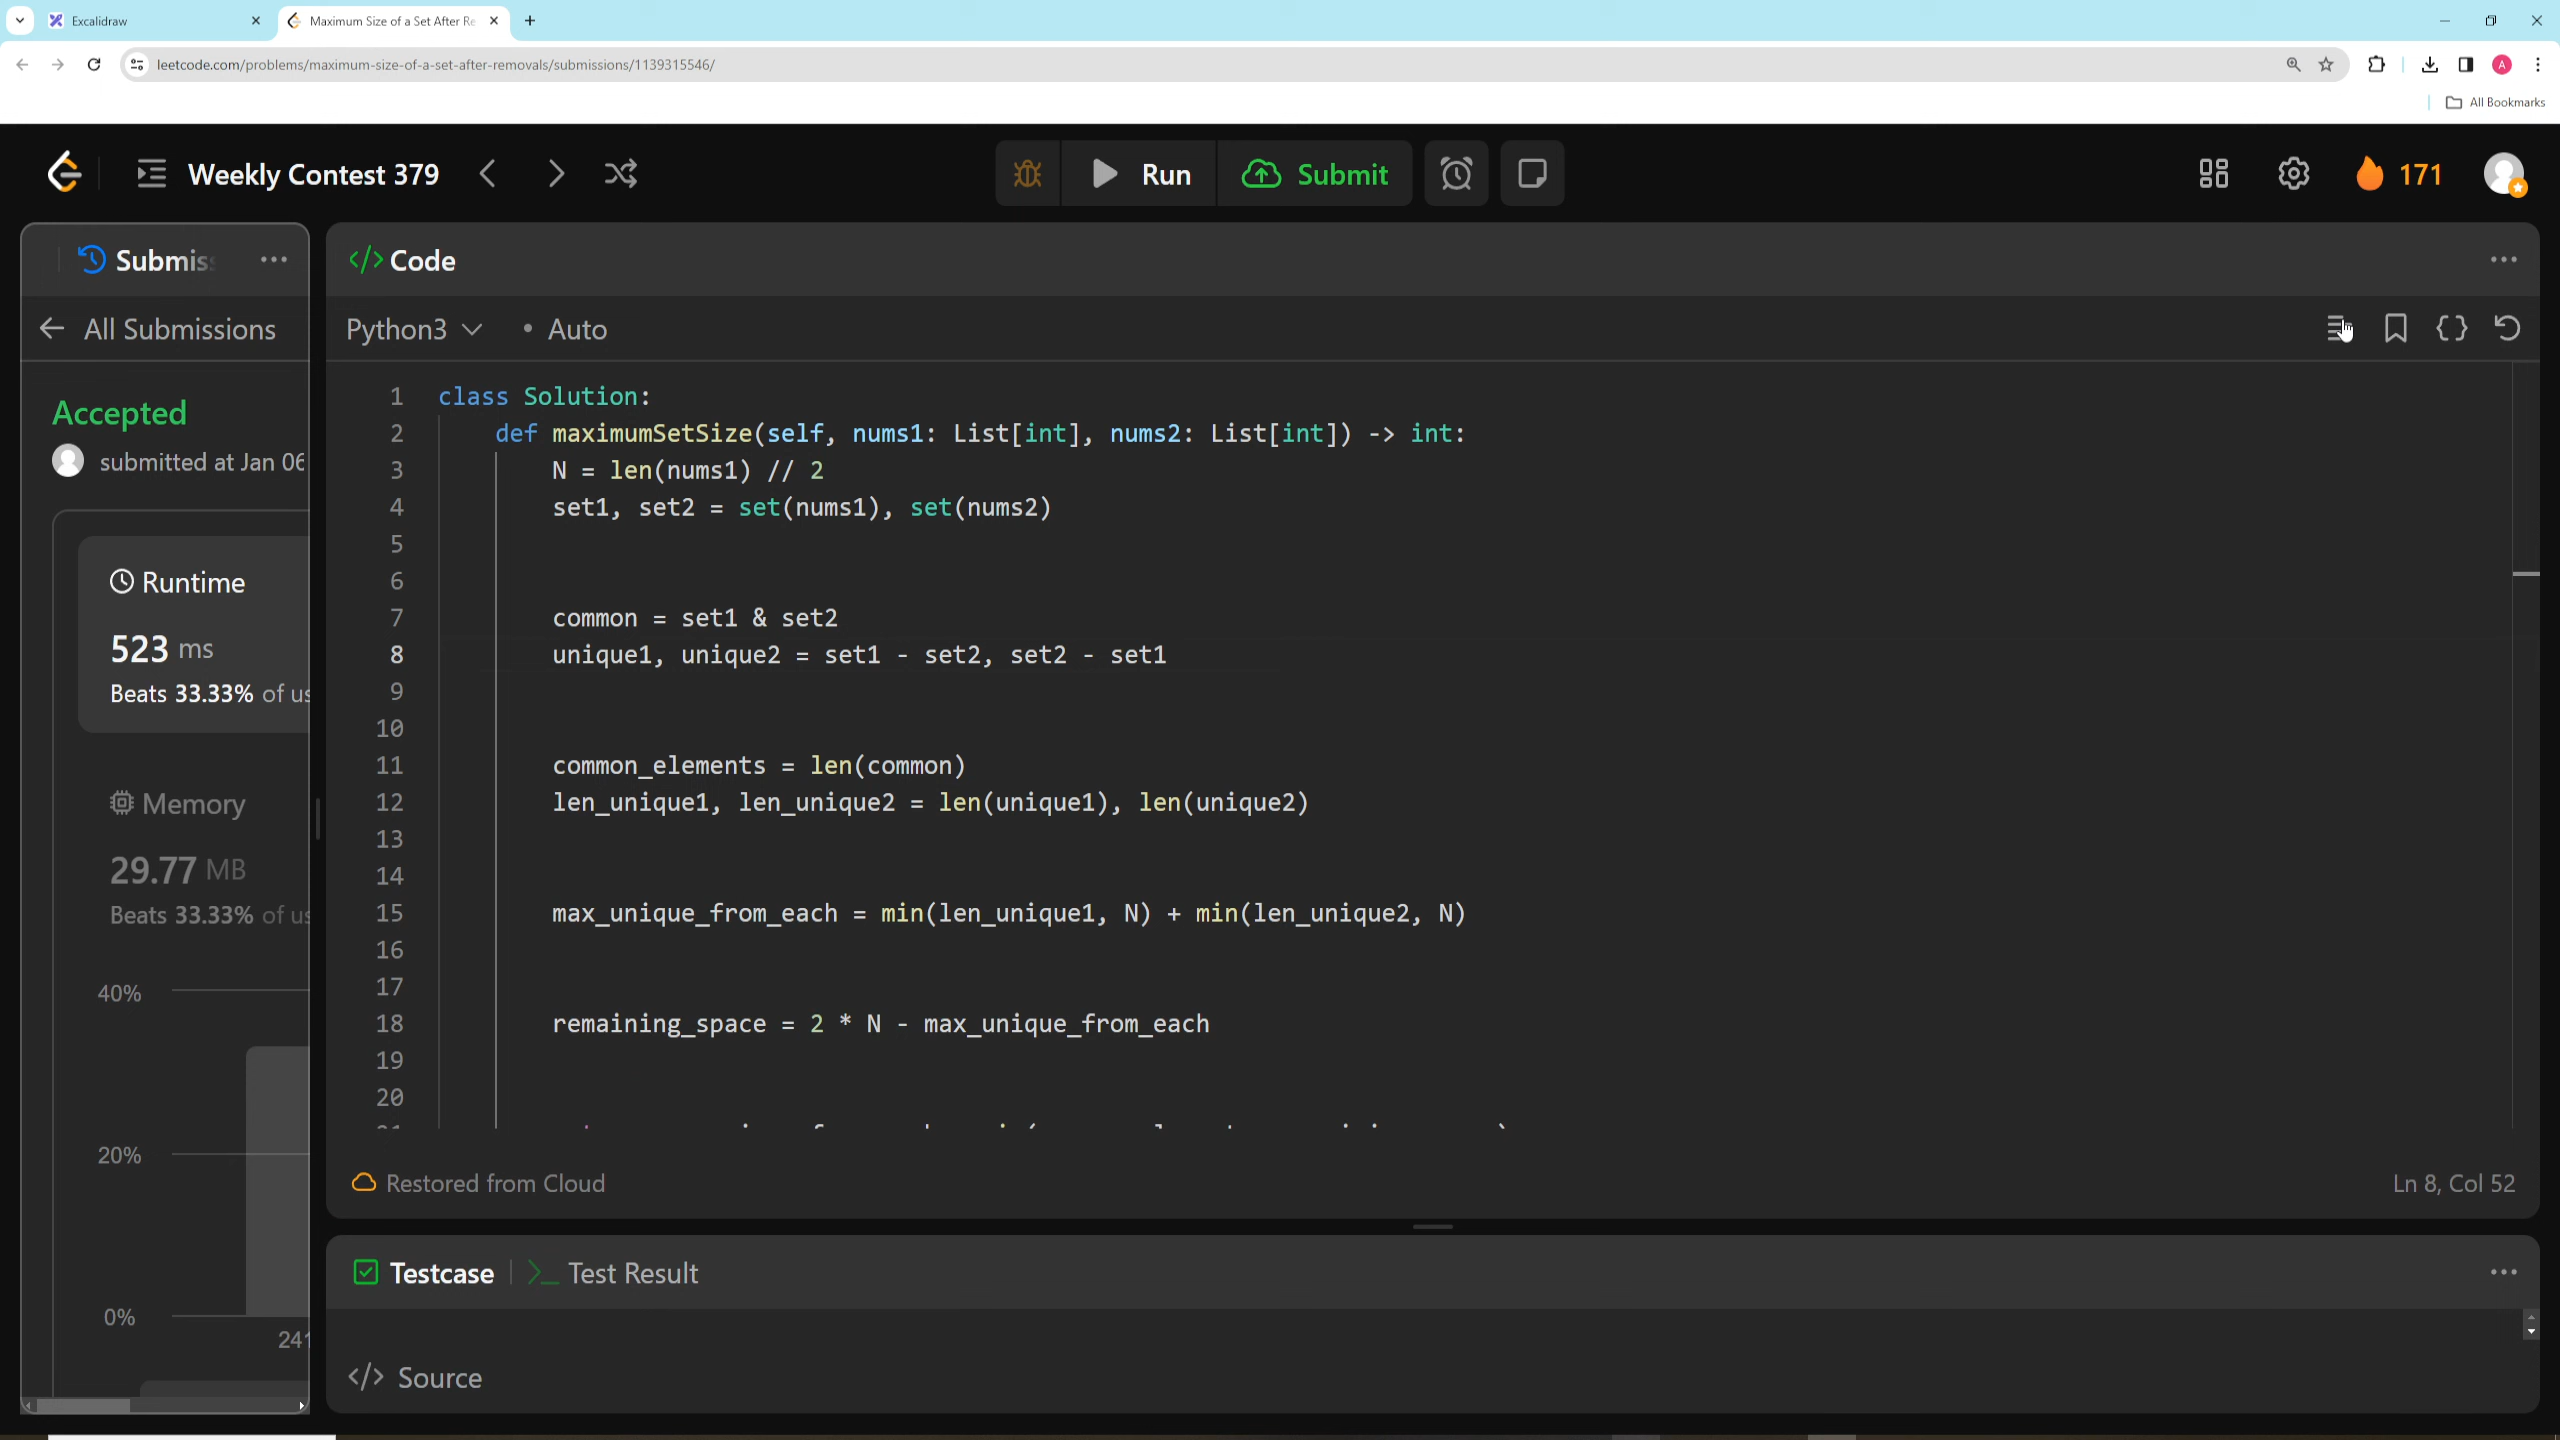 Excalidraw
Maximum Size of a Set After Re
leetcode.com/problems/maximum-size-of-a-set-after-removals/submissions/1139315546/
A
All Bookmarks
Weekly Contest 379
Run
Submit
171
Submiss
Code
All Submissions
Python3
• Auto
Accepted
submitted at Jan 06
Runtime
523 ms
Beats 33.33% of us
Memory
29.77 MB
Beats 33.33% of us
40%
20%
0%
241
1 class Solution:
2 def maximumSetSize(self, nums1: List[int], nums2: List[int]) -> int:
3 N = len(nums1) // 2
4 set1, set2 = set(nums1), set(nums2)
5
6
7 common = set1 & set2
8 unique1, unique2 = set1 - set2, set2 - set1
9
10
11 common_elements = len(common)
12 len_unique1, len_unique2 = len(unique1), len(unique2)
13
14
15 max_unique_from_each = min(len_unique1, N) + min(len_unique2, N)
16
17
18 remaining_space = 2 * N - max_unique_from_each
19
20
Restored from Cloud
Ln 8, Col 52
Testcase
Test Result
Source